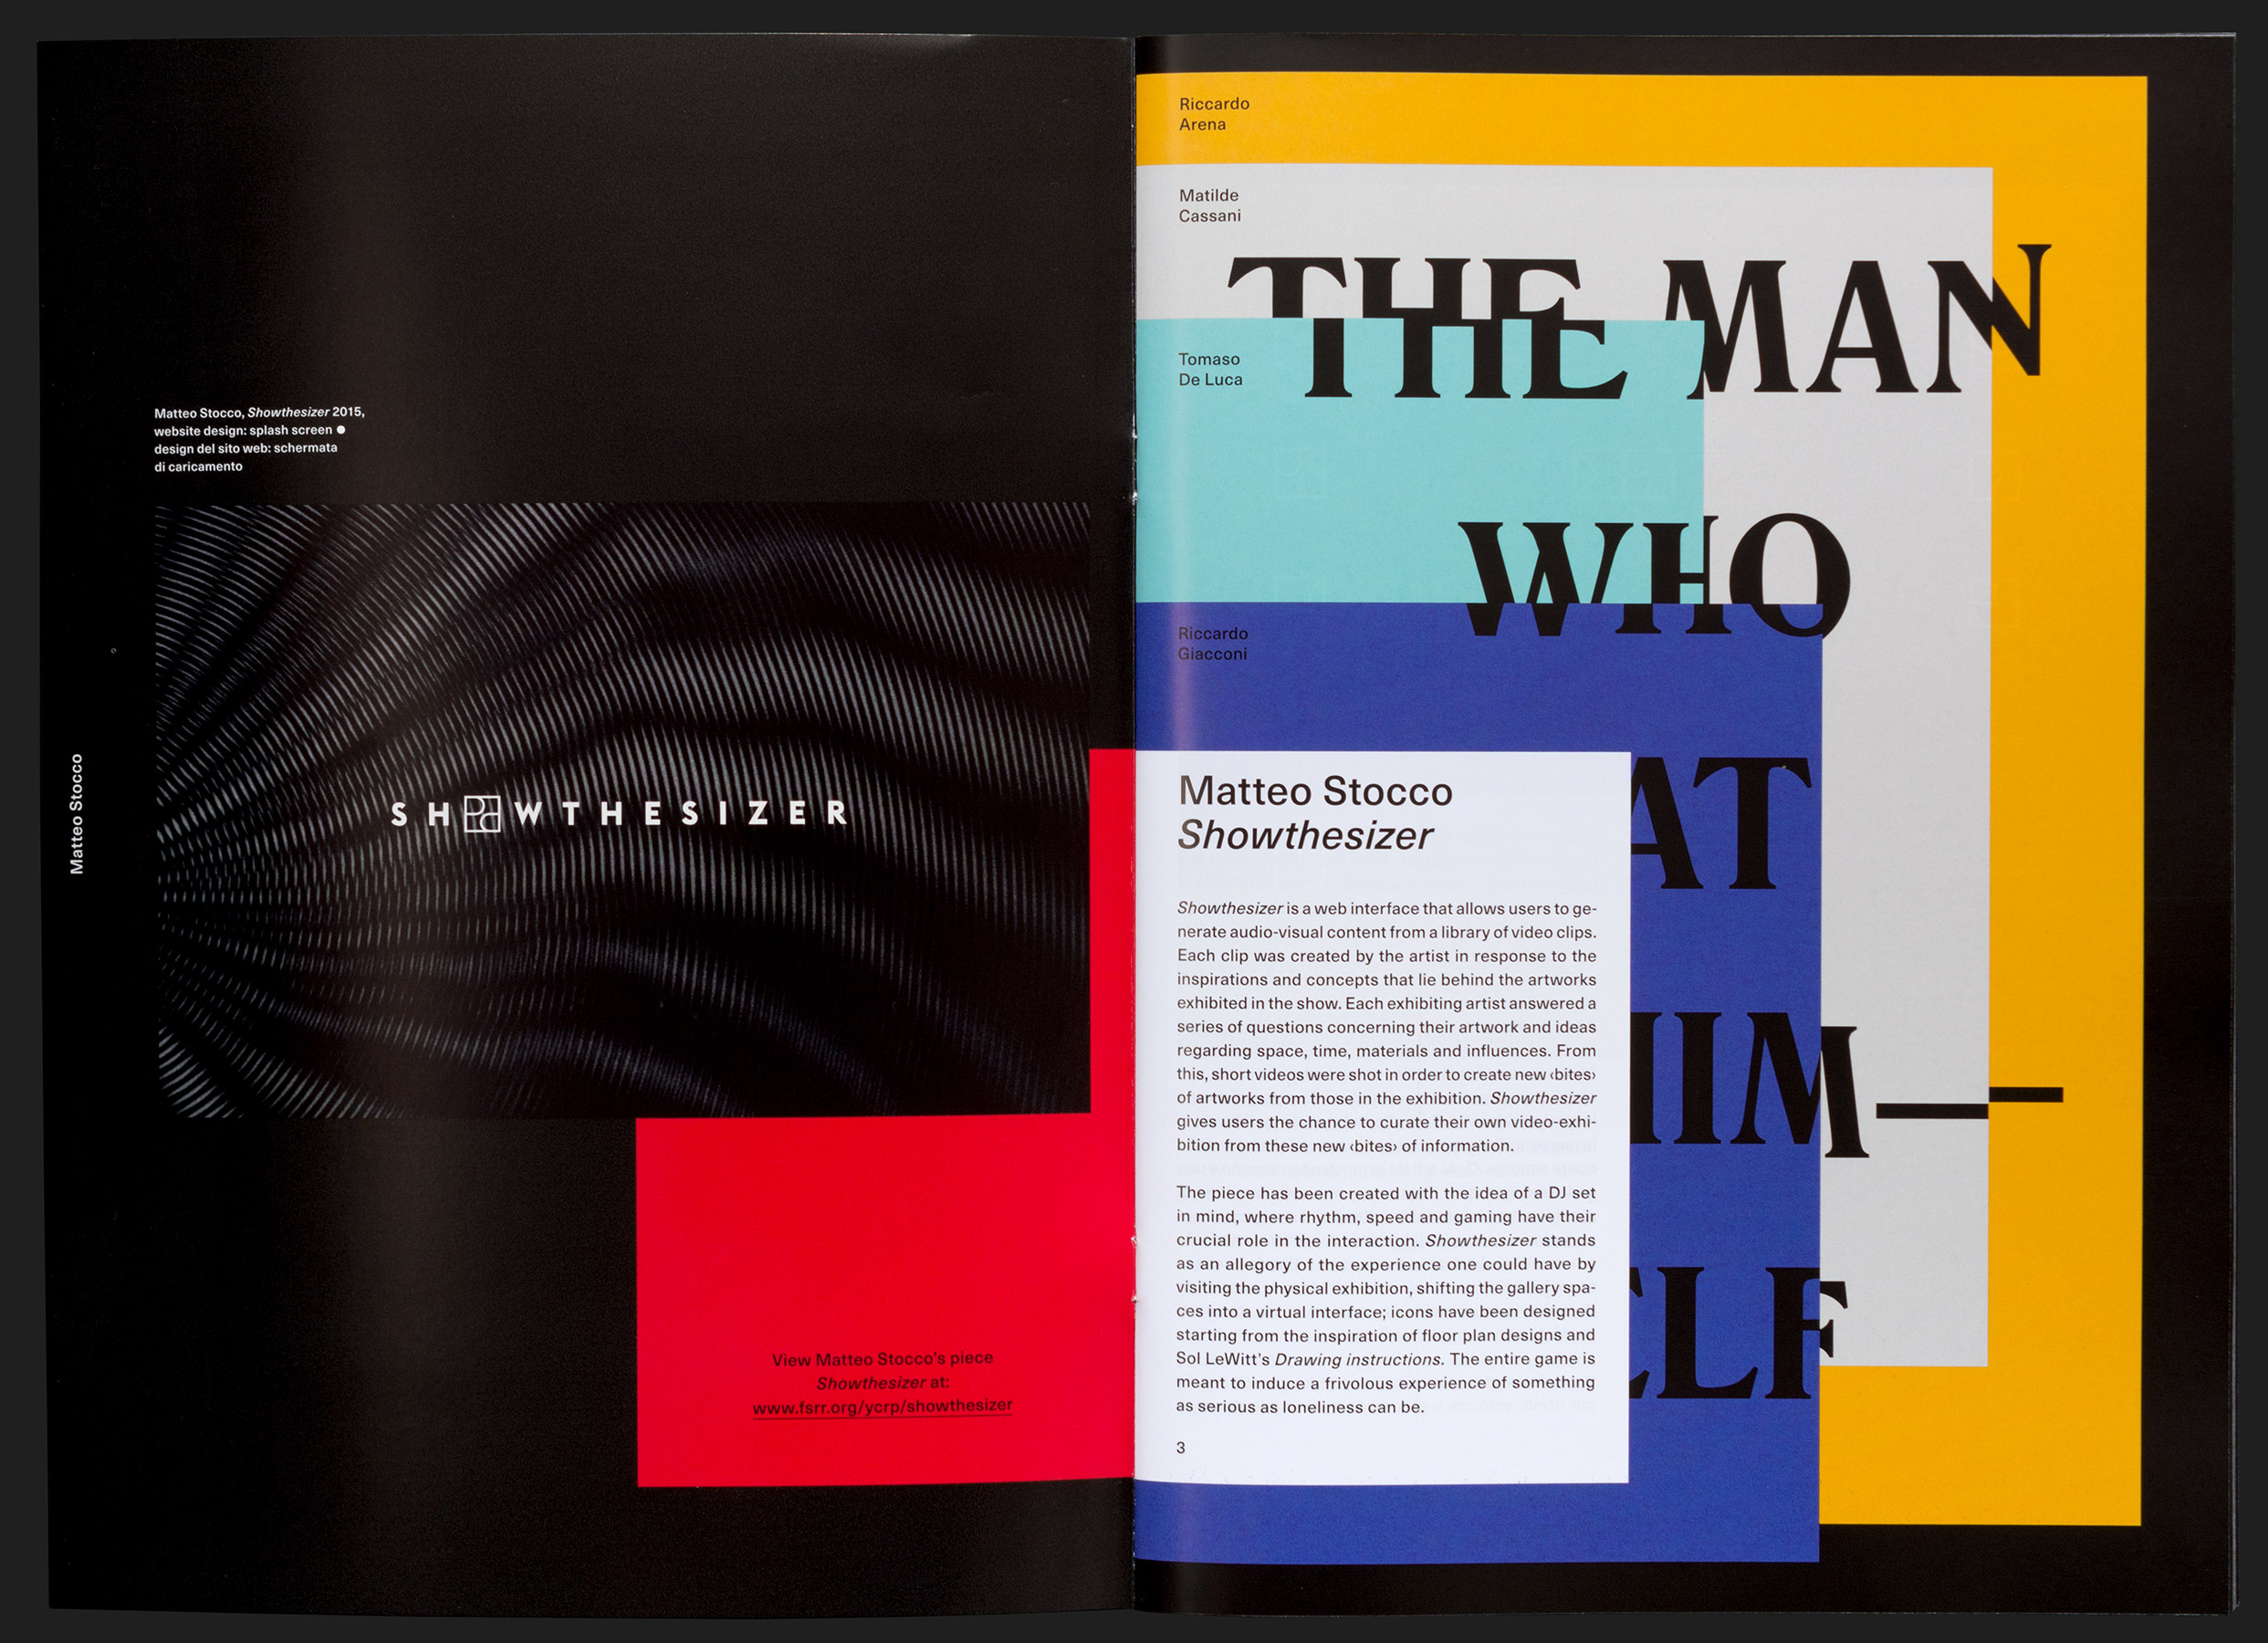 Matteo Stocco, Showthesizer 2015,
website design: splash screen ●
design del sito web: schermata
di caricamento
Matteo Stocco
SHOWTHESIZER
View Matteo Stocco's piece
Showthesizer at:
www.fsrr.org/ycrp/showthesizer
Riccardo
Arena
Matilde
Cassani
THE MAN
Tomaso
De Luca
WHO
Riccardo
Giacconi
Matteo Stocco
Showthesizer
Showthesizer is a web interface that allows users to ge-
nerate audio-visual content from a library of video clips.
Each clip was created by the artist in response to the
inspirations and concepts that lie behind the artworks
exhibited in the show. Each exhibiting artist answered a
series of questions concerning their artwork and ideas
regarding space, time, materials and influences. From
this, short videos were shot in order to create new ‹bites›
of artworks from those in the exhibition. Showthesizer
gives users the chance to curate their own video-exhi-
bition from these new ‹bites› of information.
The piece has been created with the idea of a DJ set
in mind, where rhythm, speed and gaming have their
crucial role in the interaction. Showthesizer stands
as an allegory of the experience one could have by
visiting the physical exhibition, shifting the gallery spa-
ces into a virtual interface; icons have been designed
starting from the inspiration of floor plan designs and
Sol LeWitt's Drawing instructions. The entire game is
meant to induce a frivolous experience of something
as serious as loneliness can be.
3
AT
HIM—
ELF